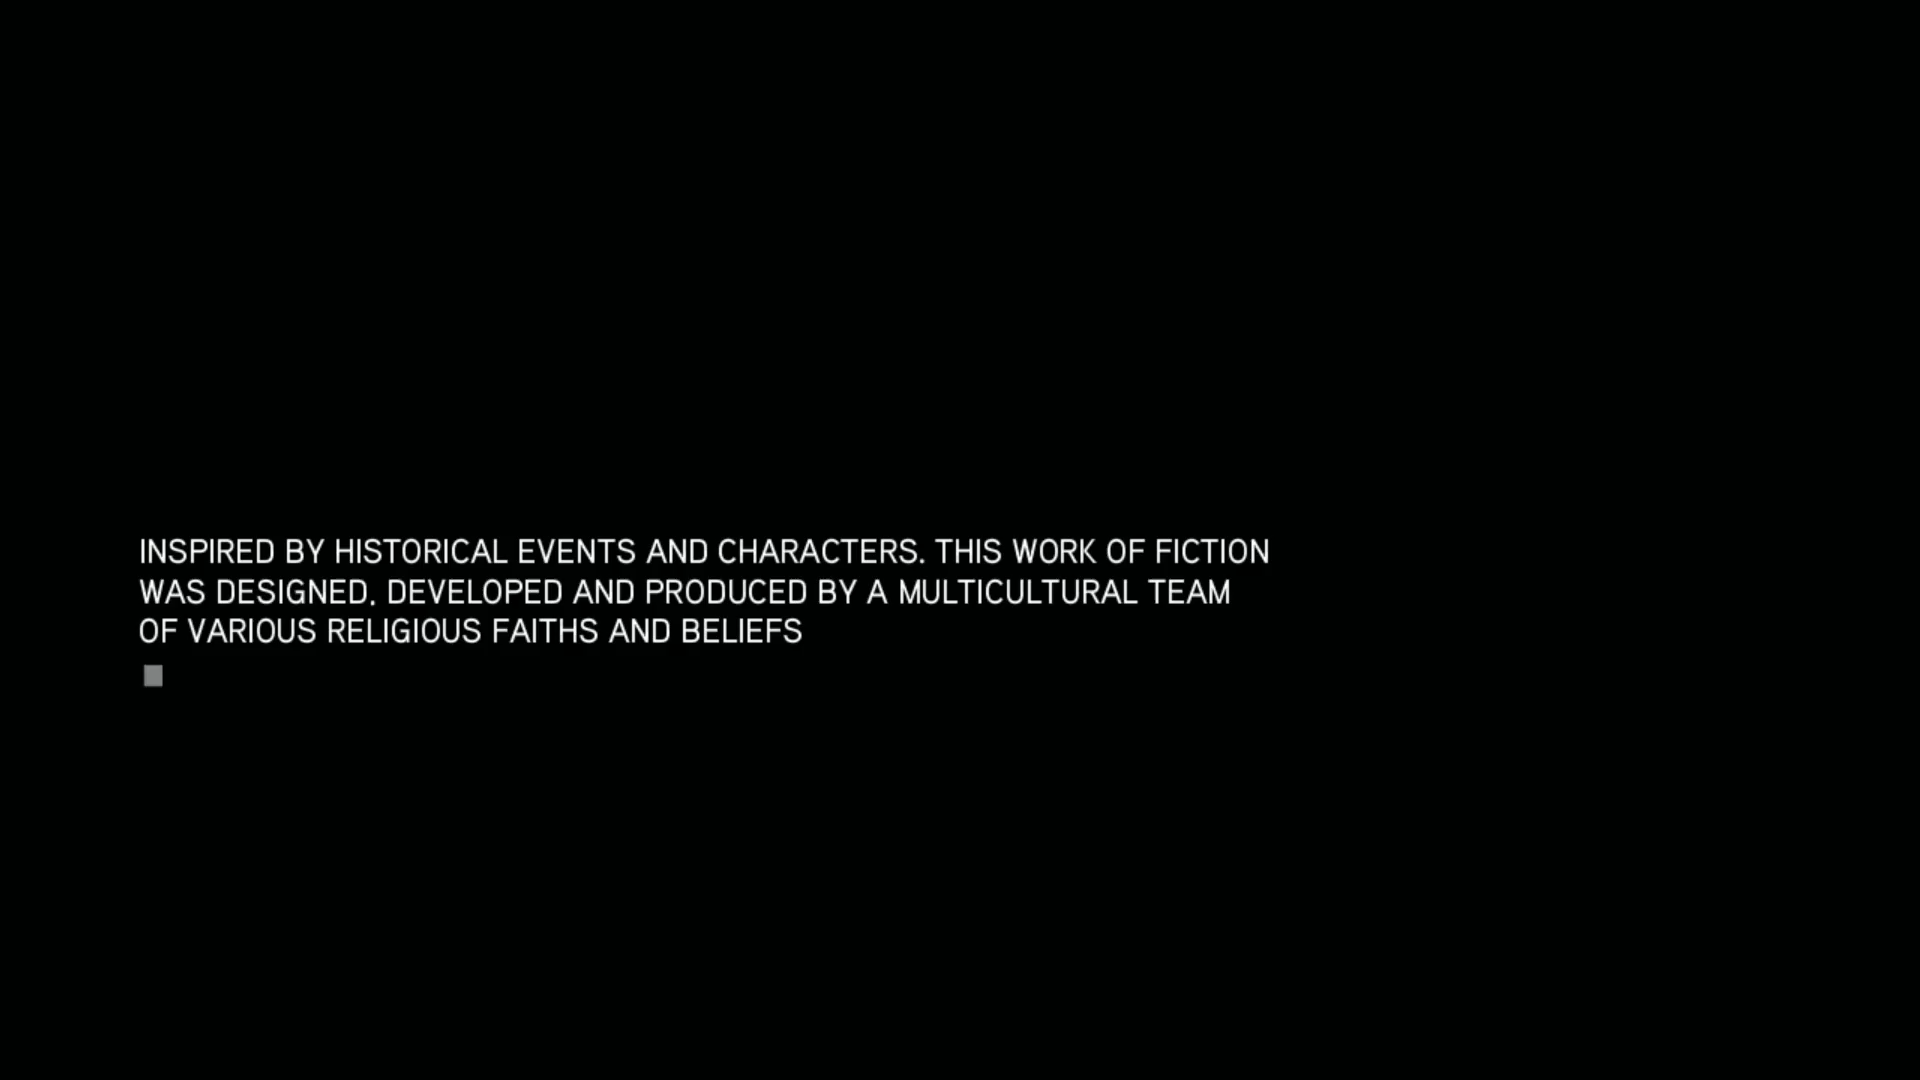 INSPIRED BY HISTORICAL EVENTS AND CHARACTERS. THIS WORK OF FICTION
WAS DESIGNED, DEVELOPED AND PRODUCED BY A MULTICULTURAL TEAM
OF VARIOUS RELIGIOUS FAITHS AND BELIEFS